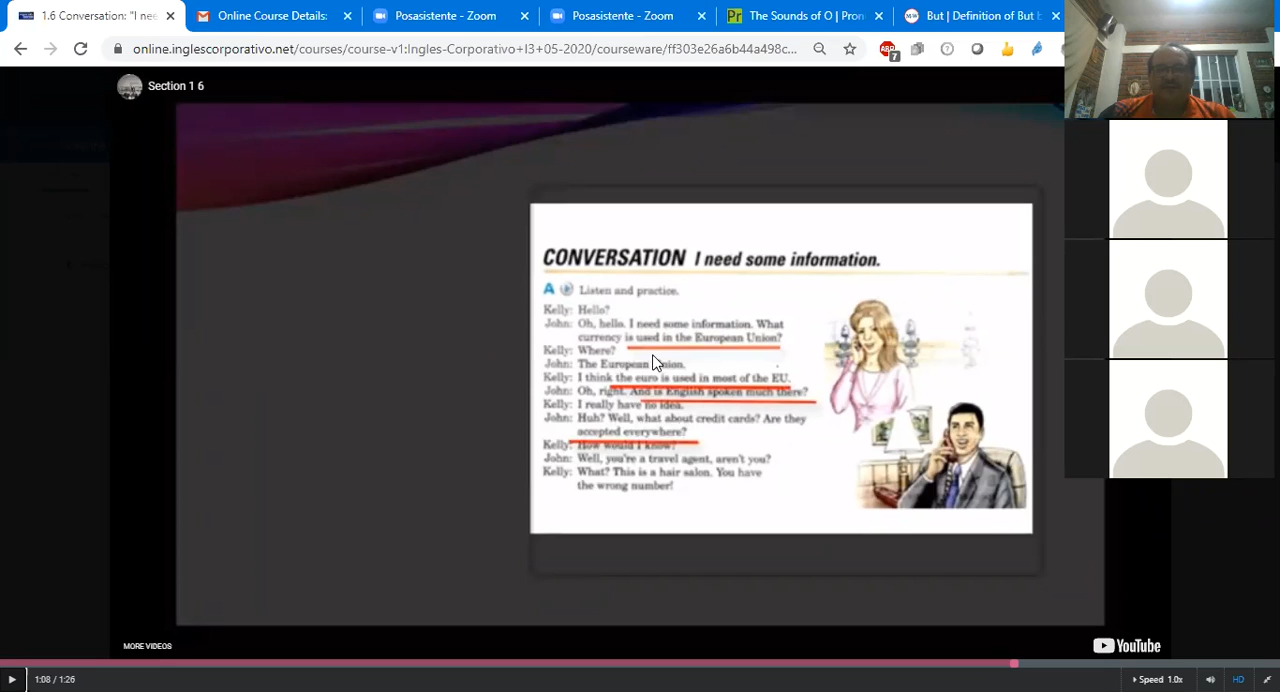 1.6 Conversation: "I nee
Online Course Details:
Posasistente - Zoom
Posasistente - Zoom
The Sounds of O | Pron
But | Definition of But b
online.inglescorporativo.net/courses/course-v1:Ingles-Corporativo+I3+05-2020/courseware/ff303e26a6b44a498c...
7
Section 1 6
CONVERSATION I need some information.
A Listen and practice.
Kelly: Hello?
John: Oh, hello. I need some information. What
currency is used in the European Union?
Kelly: Where?
John: The European Union.
Kelly: I think the euro is used in most of the EU.
John: Oh, right. And is English spoken much there?
Kelly: I really have no idea.
John: Huh? Well, what about credit cards? Are they
accepted everywhere?
Kelly: How would I know?
John: Well, you're a travel agent, aren't you?
Kelly: What? This is a hair salon. You have
the wrong number!
MORE VIDEOS
YouTube
1:08 / 1:26
Speed 1.0x
HD